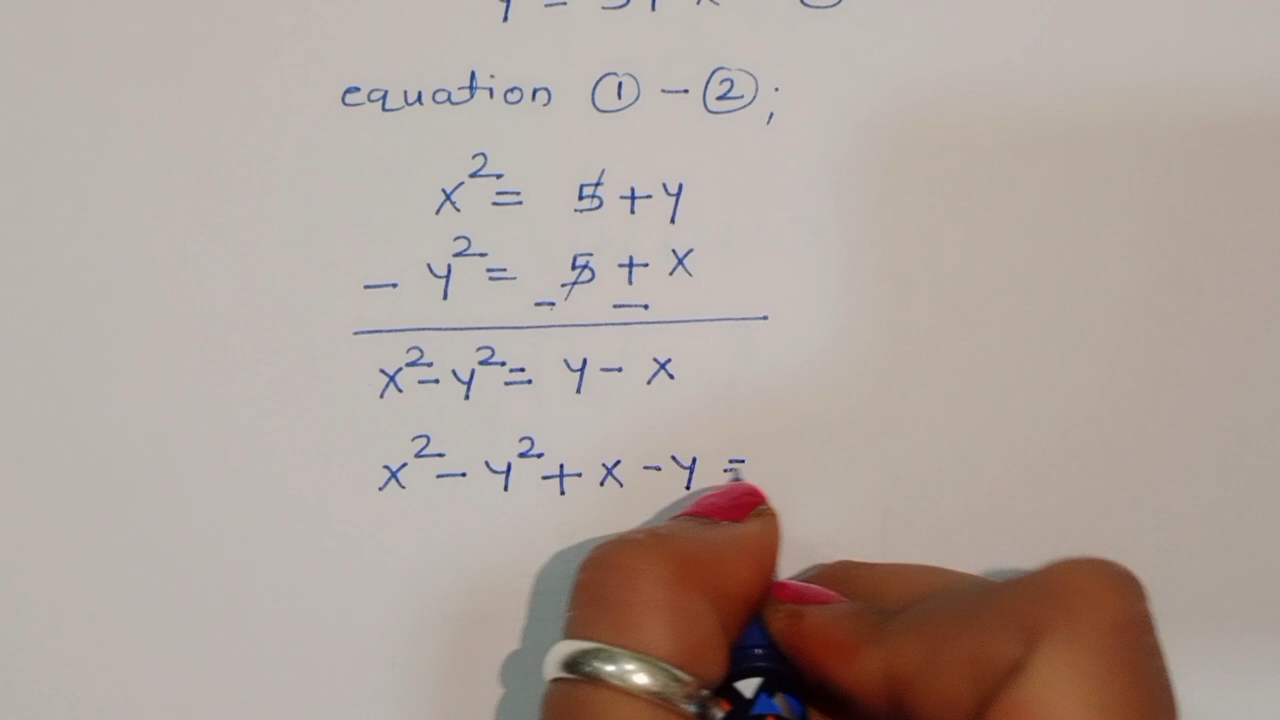 equation ① - ②;
x² = 5 + y
- y² = 5 + x
- -
x² - y² = y - x
x² - y² + x - y =